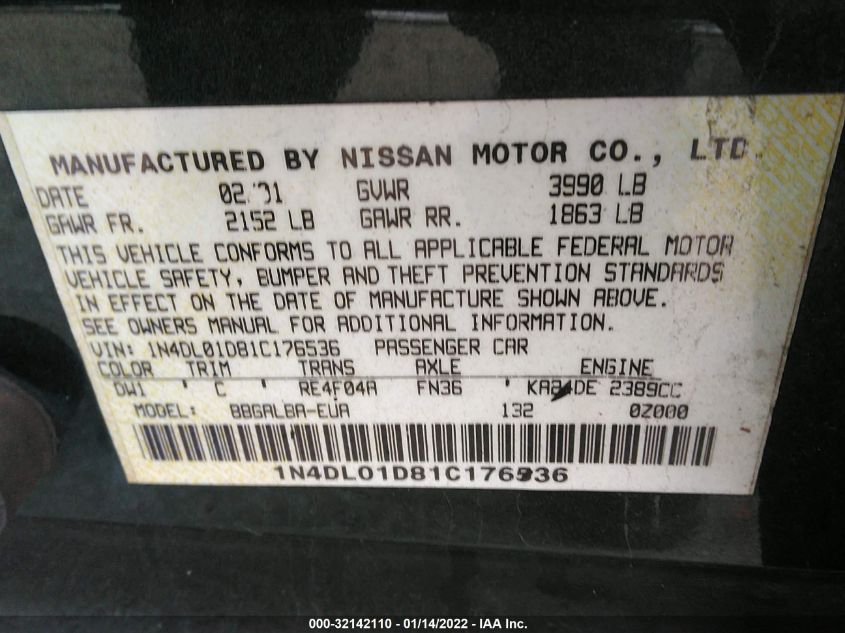 MANUFACTURED BY NISSAN MOTOR CO., LTD.
DATE 02.'01 GVWR 3990 LB
GAWR FR. 2152 LB GAWR RR. 1863 LB
THIS VEHICLE CONFORMS TO ALL APPLICABLE FEDERAL MOTOR
VEHICLE SAFETY, BUMPER AND THEFT PREVENTION STANDARDS
IN EFFECT ON THE DATE OF MANUFACTURE SHOWN ABOVE.
SEE OWNERS MANUAL FOR ADDITIONAL INFORMATION.
VIN: 1N4DL01D81C176536 PASSENGER CAR
COLOR TRIM TRANS AXLE ENGINE
DW1 ' C ' RE4F04A FN36 ' KA24DE 2389CC
MODEL: BBGALBA-EUA 132 0Z000
1N4DL01D81C176536
000-32142110 - 01/14/2022 - IAA Inc.